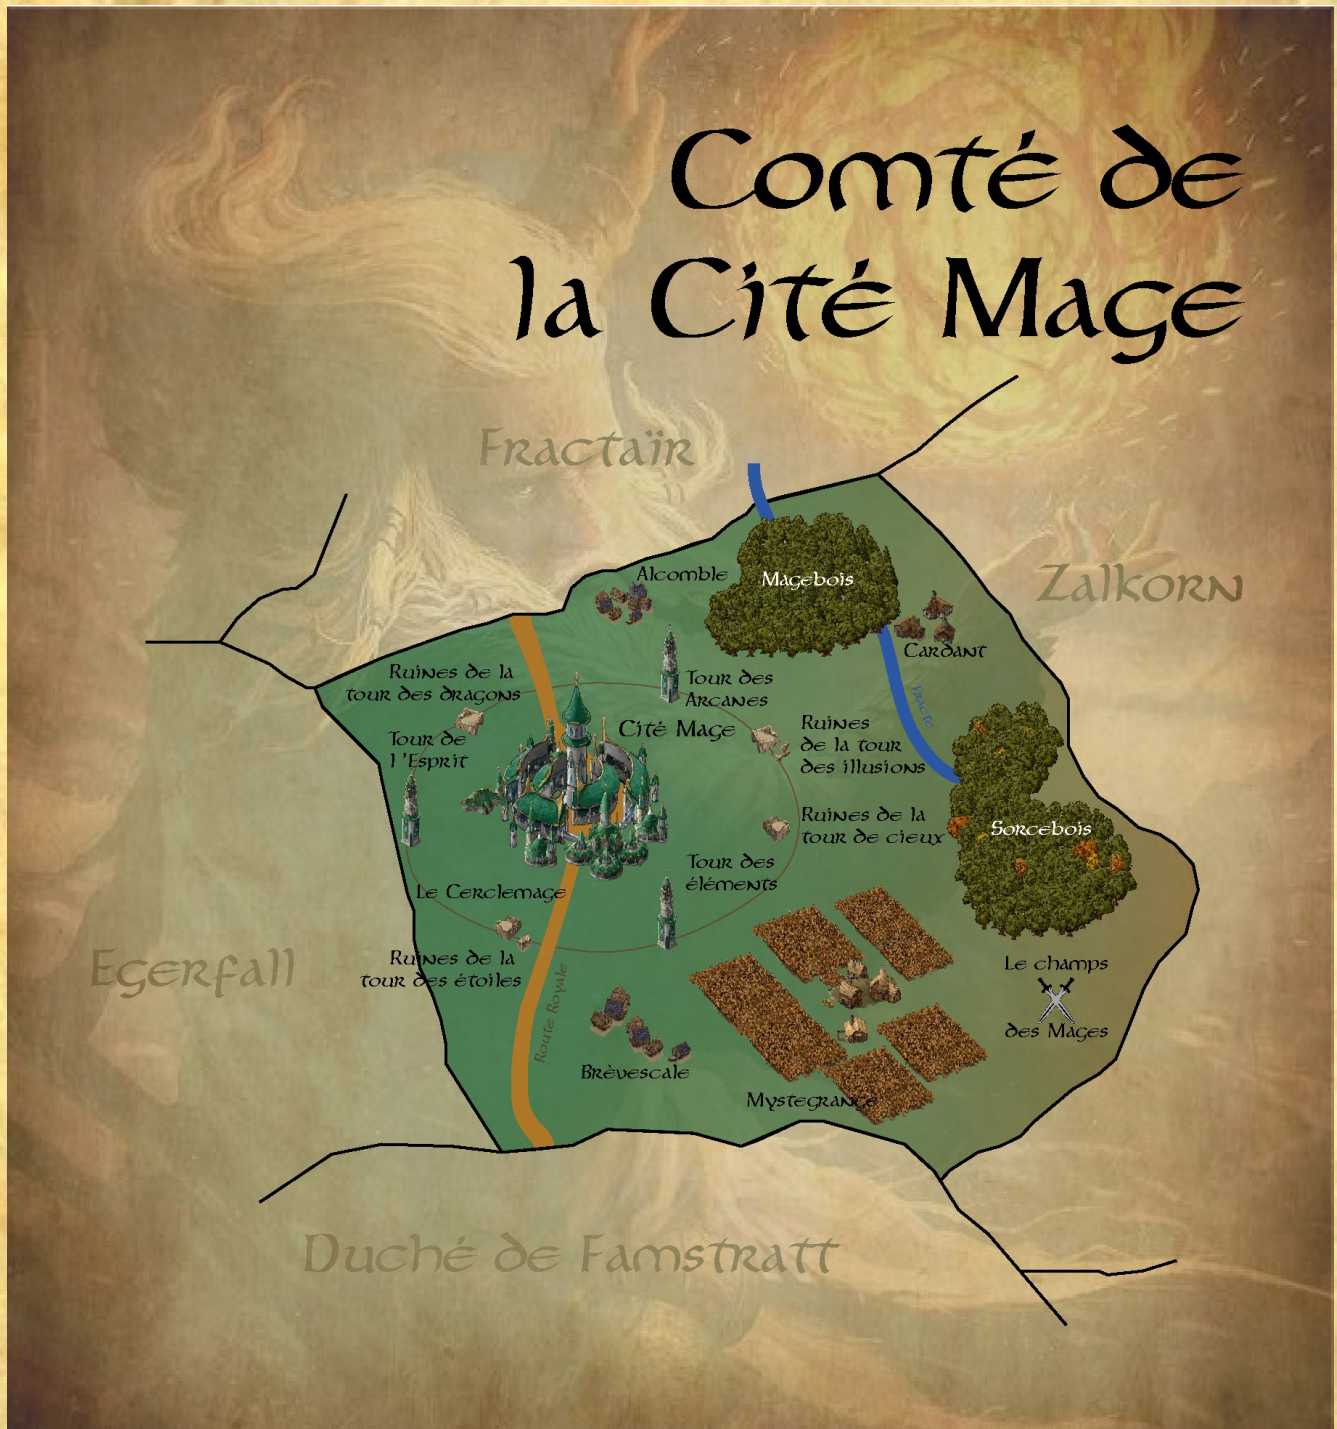 Comté de
la Cité Mage
Fractaïr
Zalkorn
Alcomble
Magebois
Cardant
Ruines de la
tour des dragons
Tour des
Arcanes
Fracte
Cité Mage
Tour de
l'Esprit
Ruines
de la tour
des illusions
Ruines de la
tour de cieux
Sorcebois
Tour des
éléments
Le Cerclemage
Egerfall
Ruines de la
tour des étoiles
Le champs
des Mages
Route Royale
Brèvescale
Mystegrange
Duché de Famstratt